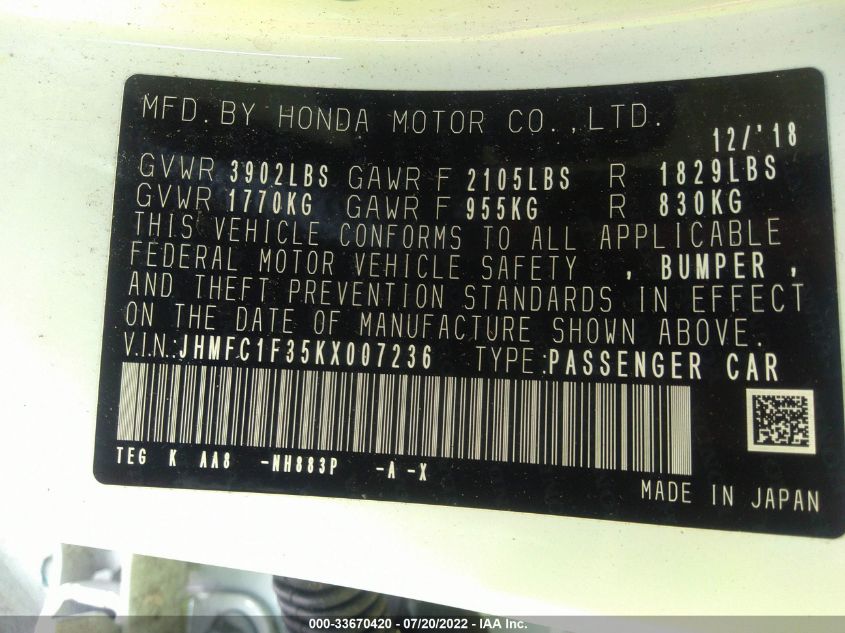 MFD. BY HONDA MOTOR CO., LTD.
12/'18
GVWR 3902LBS GAWR F 2105LBS R 1829LBS
GVWR 1770KG GAWR F 955KG R 830KG
THIS VEHICLE CONFORMS TO ALL APPLICABLE
FEDERAL MOTOR VEHICLE SAFETY , BUMPER ,
AND THEFT PREVENTION STANDARDS IN EFFECT
ON THE DATE OF MANUFACTURE SHOWN ABOVE.
V.I.N:JHMFC1F35KX007236 TYPE:PASSENGER CAR
TEG K AA8 -NH883P -A -X
MADE IN JAPAN
000-33670420 / 07/20/2022 - IAA Inc.